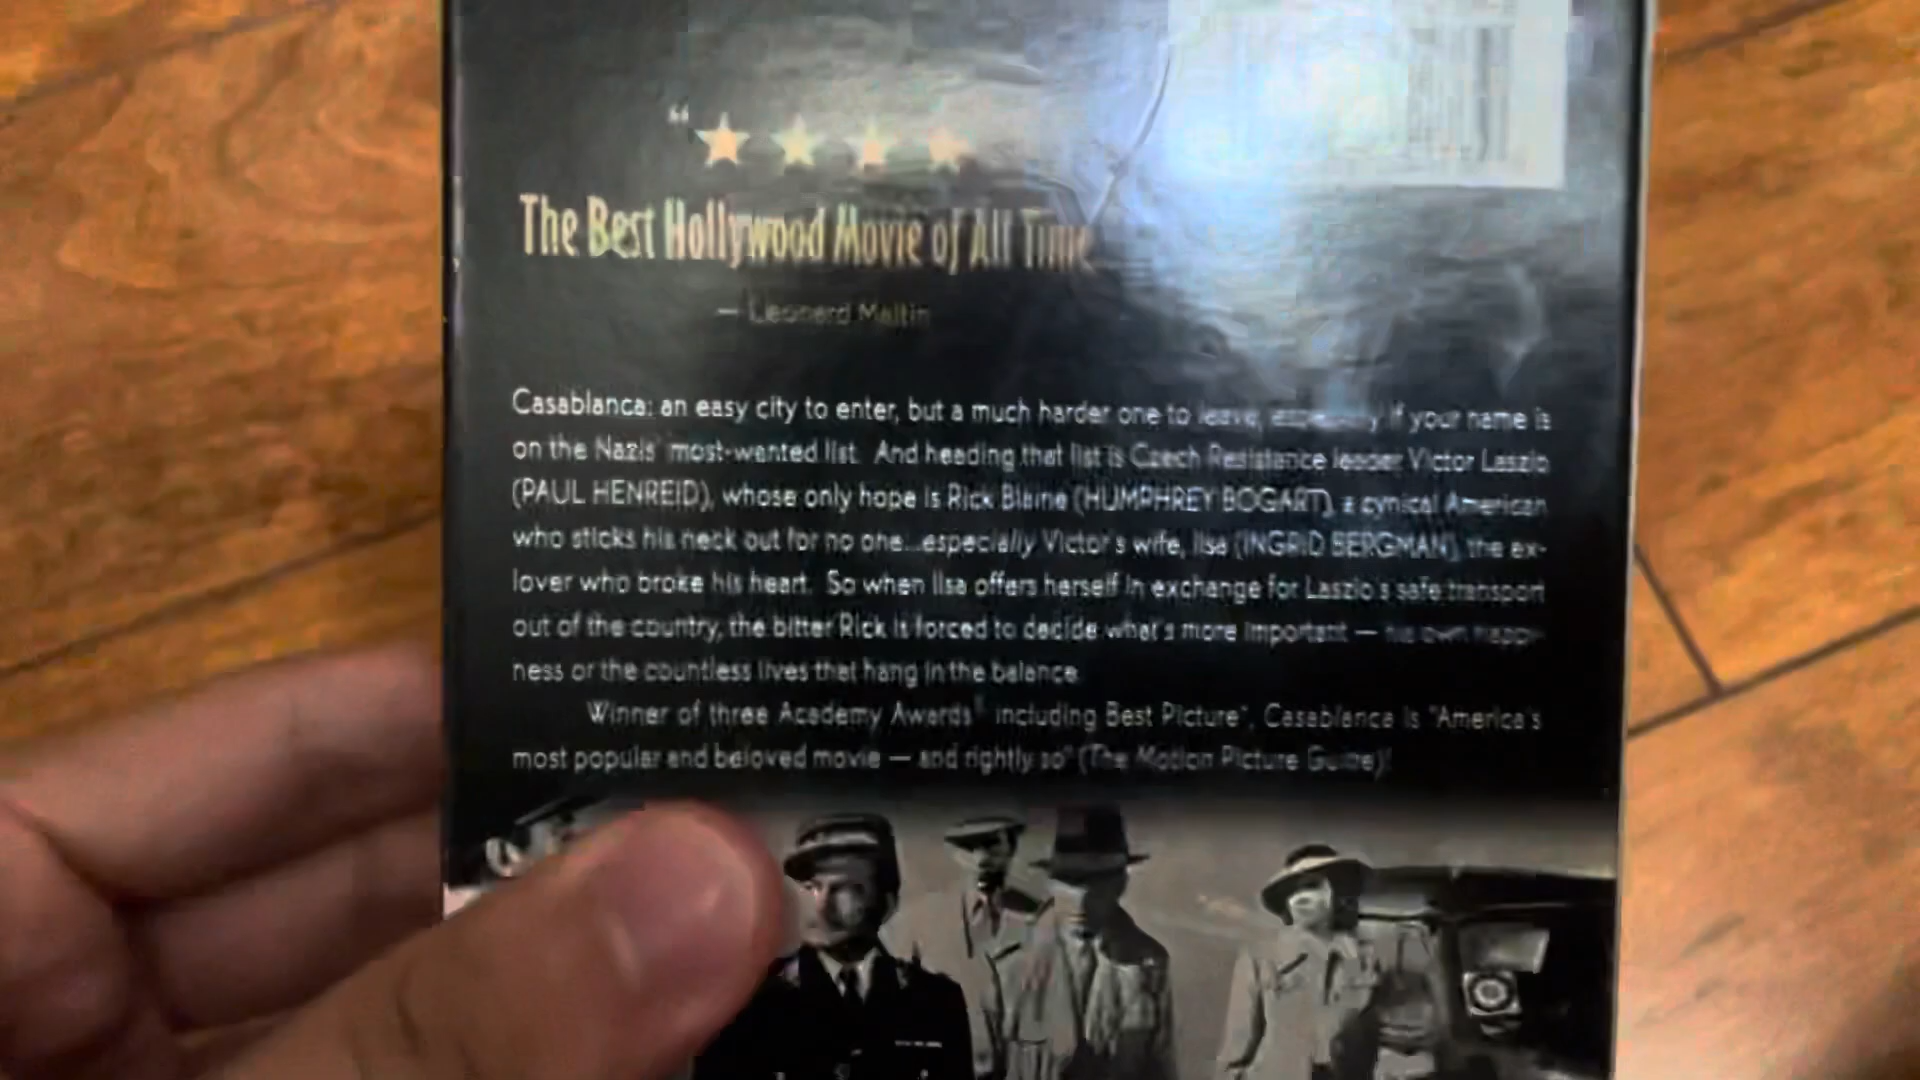 “★ ★ ★ ★
The Best Hollywood Movie of All Time
— Leonard Maltin
Casablanca: an easy city to enter, but a much harder one to leave, especially if your name is
on the Nazis' most-wanted list. And heading that list is Czech Resistance leader Victor Laszlo
(PAUL HENREID), whose only hope is Rick Blaine (HUMPHREY BOGART), a cynical American
who sticks his neck out for no one...especially Victor's wife, Ilsa (INGRID BERGMAN), the ex-
lover who broke his heart. So when Ilsa offers herself in exchange for Laszlo's safe transport
out of the country, the bitter Rick is forced to decide what's more important — his own happi-
ness or the countless lives that hang in the balance.
Winner of three Academy Awards® including Best Picture*, Casablanca is "America's
most popular and beloved movie — and rightly so" (The Motion Picture Guide)!